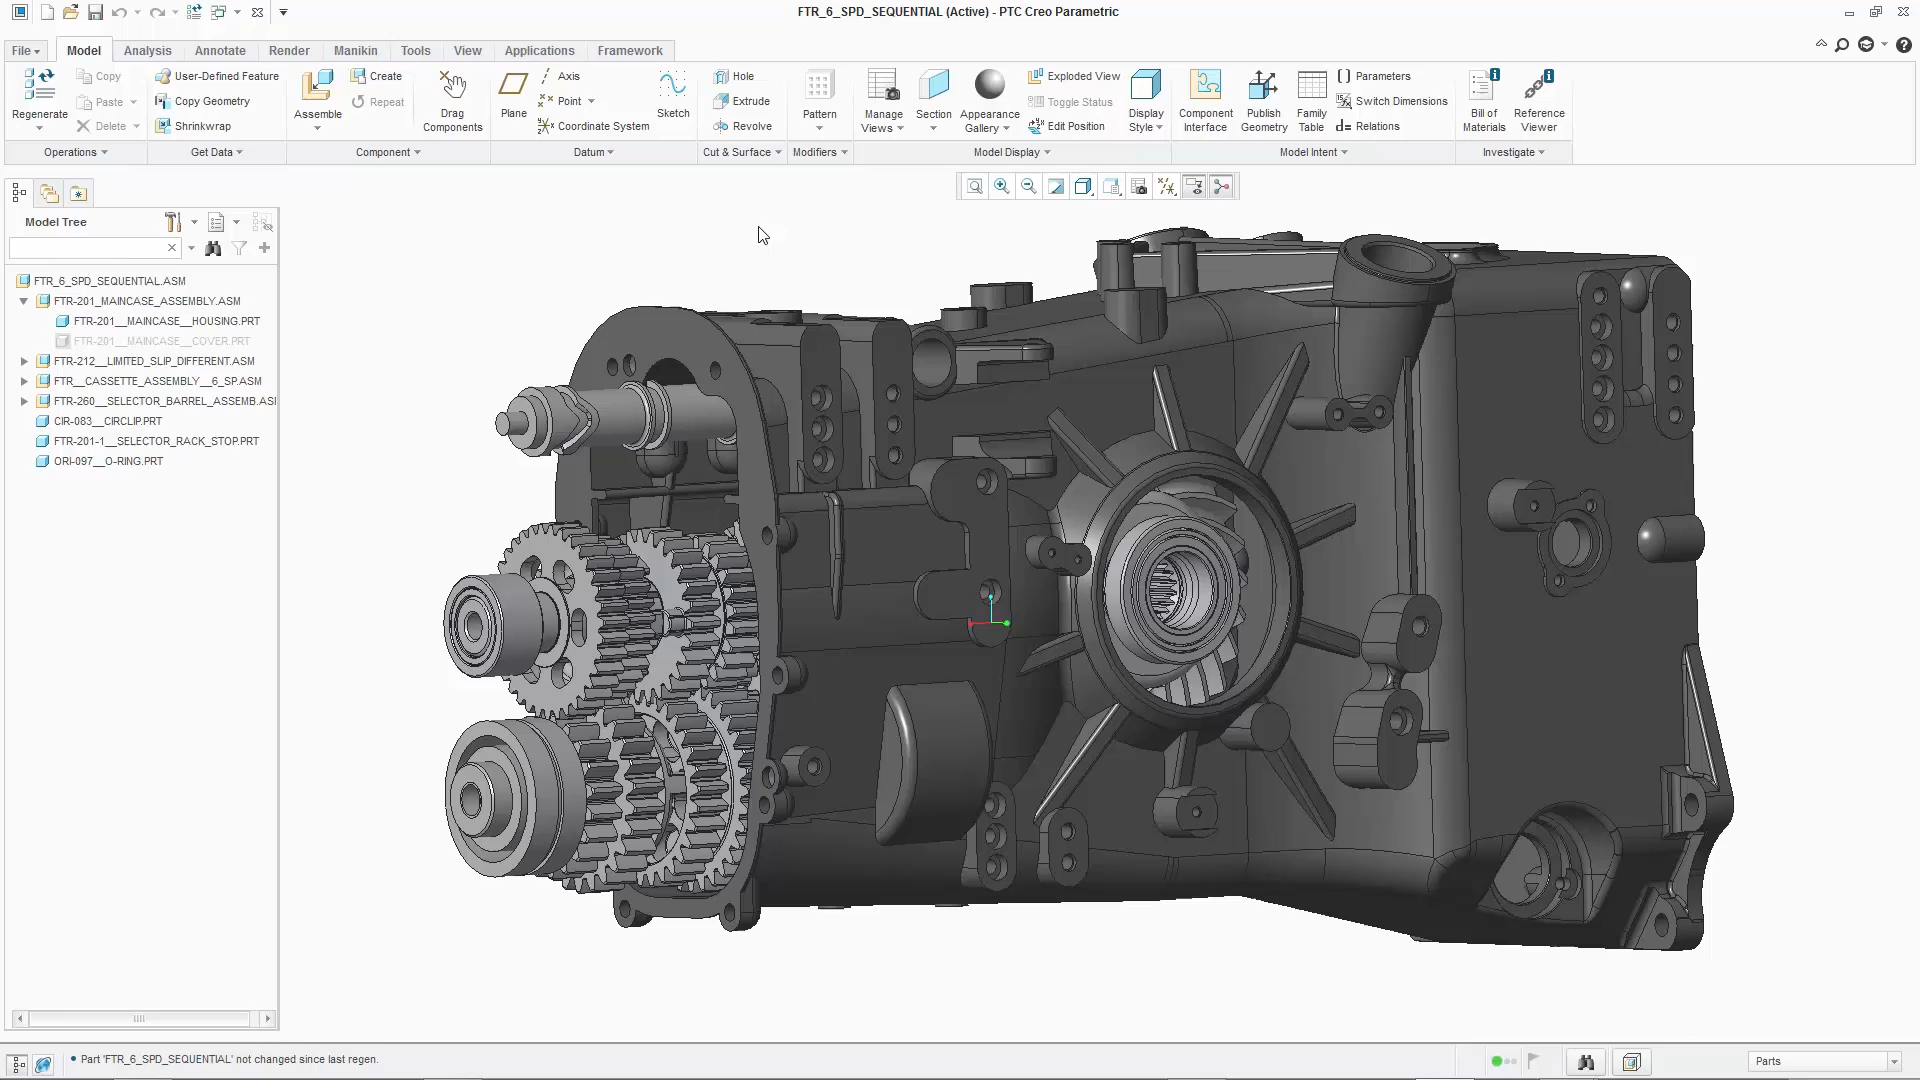 FTR_6_SPD_SEQUENTIAL (Active) - PTC Creo Parametric
File Model Analysis Annotate Render Manikin Tools View Applications Framework
Regenerate
Copy
Paste
Delete
User-Defined Feature
Copy Geometry
Shrinkwrap
Assemble
Create
Repeat
Drag
Components
Plane
Axis
Point
Coordinate System
Sketch
Hole
Extrude
Revolve
Pattern
Manage
Views
Section
Appearance
Gallery
Exploded View
Toggle Status
Edit Position
Display
Style
Component
Interface
Publish
Geometry
Family
Table
Parameters
Switch Dimensions
d= Relations
Bill of
Materials
Reference
Viewer
Operations Get Data Component Datum Cut & Surface Modifiers Model Display Model Intent Investigate
Model Tree
FTR_6_SPD_SEQUENTIAL.ASM
FTR-201_MAINCASE_ASSEMBLY.ASM
FTR-201__MAINCASE__HOUSING.PRT
FTR-201__MAINCASE__COVER.PRT
FTR-212__LIMITED_SLIP_DIFFERENT.ASM
FTR__CASSETTE_ASSEMBLY__6_SP.ASM
FTR-260__SELECTOR_BARREL_ASSEMB.AS
CIR-083__CIRCLIP.PRT
FTR-201-1__SELECTOR_RACK_STOP.PRT
ORI-097__O-RING.PRT
• Part 'FTR_6_SPD_SEQUENTIAL' not changed since last regen.
Parts